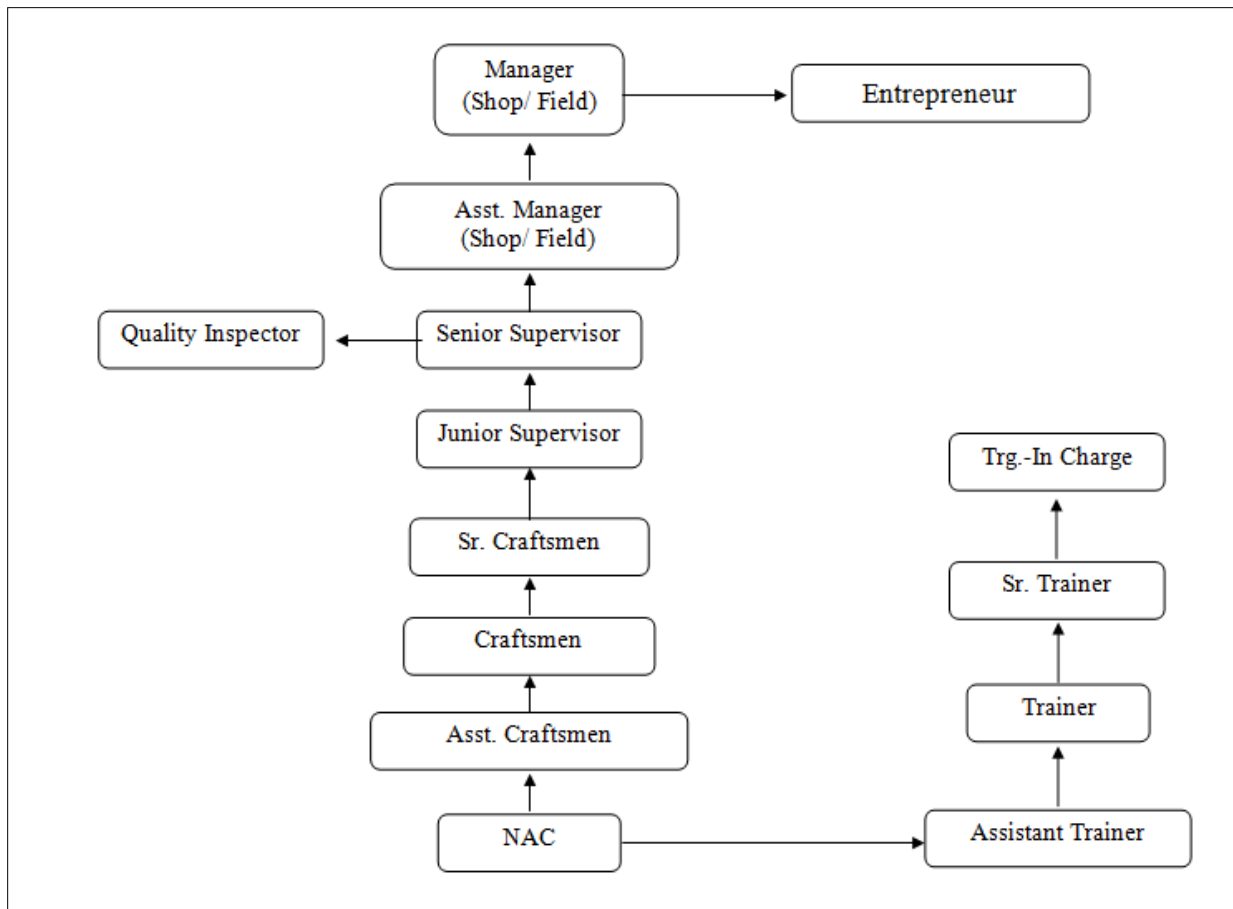 Manager
(Shop/ Field)
Entrepreneur
Asst. Manager
(Shop/ Field)
Quality Inspector
Senior Supervisor
Junior Supervisor
Trg.-In Charge
Sr. Craftsmen
Sr. Trainer
Craftsmen
Trainer
Asst. Craftsmen
NAC
Assistant Trainer